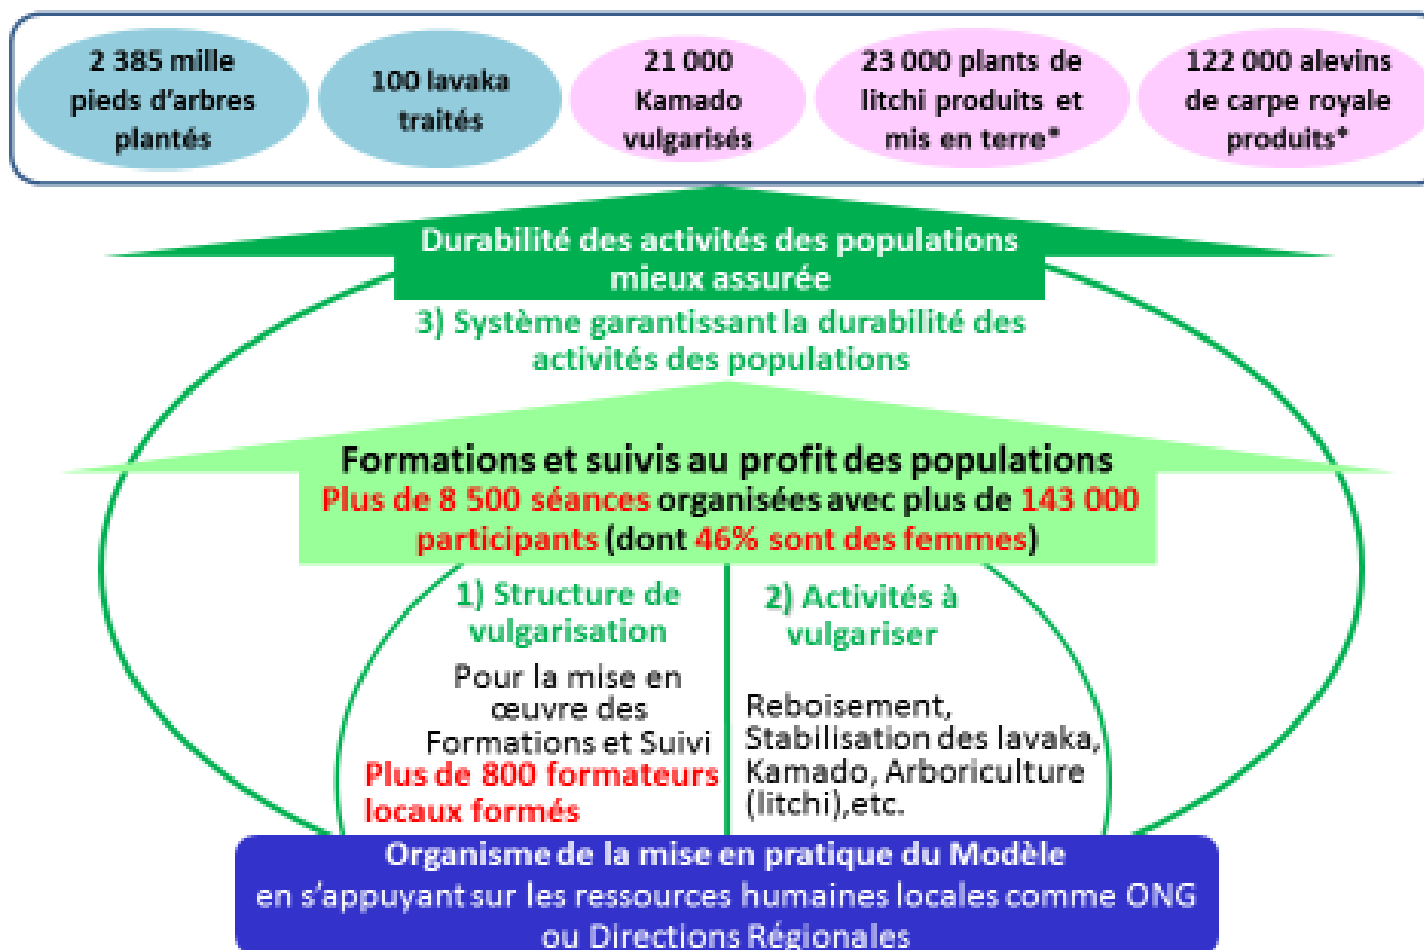 2 385 mille
pieds d'arbres
plantés
100 lavaka
traités
21 000
Kamado
vulgarisés
23 000 plants de
litchi produits et
mis en terre*
122 000 alevins
de carpe royale
produits*
Durabilité des activités des populations
mieux assurée
3) Système garantissant la durabilité des
activités des populations
Formations et suivis au profit des populations
Plus de 8 500 séances organisées avec plus de 143 000
participants (dont 46% sont des femmes)
1) Structure de
vulgarisation
Pour la mise en
œuvre des
Formations et Suivi
Plus de 800 formateurs
locaux formés
2) Activités à
vulgariser
Reboisement,
Stabilisation des lavaka,
Kamado, Arboriculture
(litchi),etc.
Organisme de la mise en pratique du Modèle
en s'appuyant sur les ressources humaines locales comme ONG
ou Directions Régionales